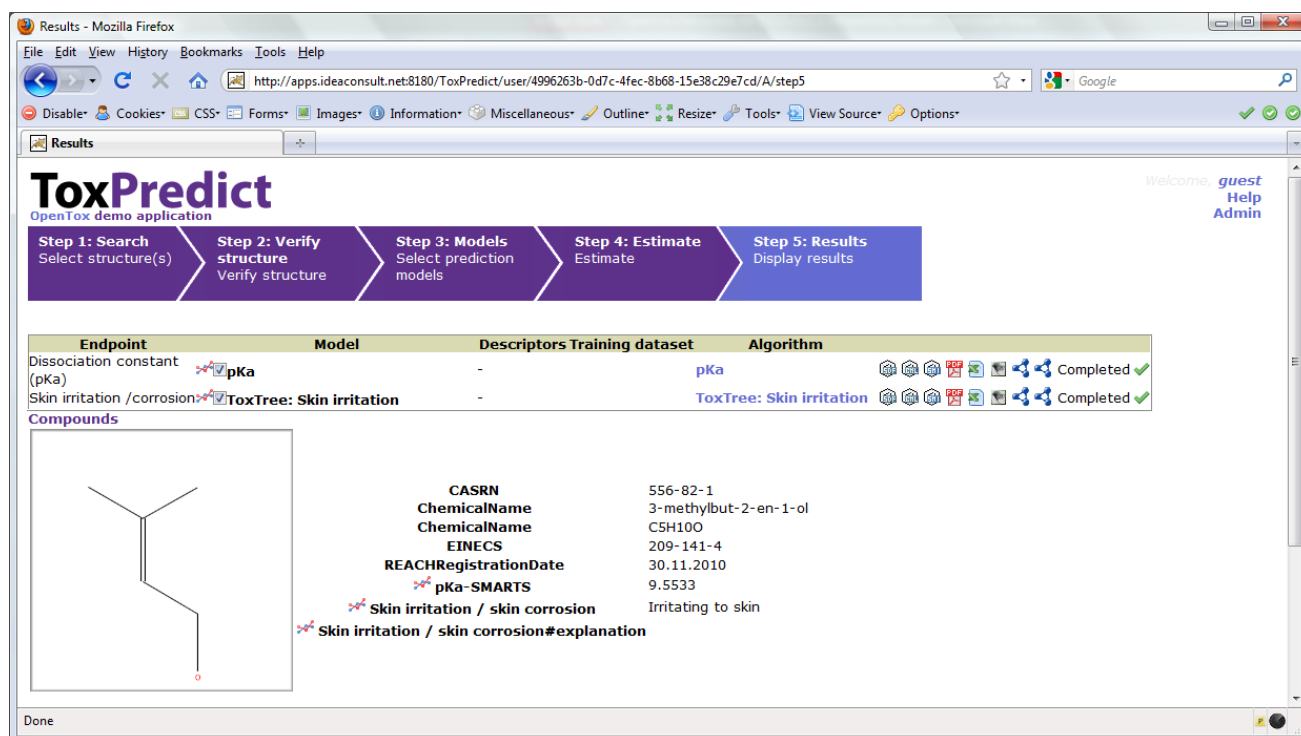 Results - Mozilla Firefox
File Edit View History Bookmarks Tools Help
http://apps.ideaconsult.net:8180/ToxPredict/user/4996263b-0d7c-4fec-8b68-15e38c29e7cd/A/step5
Google
Disable Cookies CSS Forms Images Information Miscellaneous Outline Resize Tools View Source Options
Results
ToxPredict
OpenTox demo application
Welcome, guest
Help
Admin
Step 1: Search
Select structure(s)
Step 2: Verify
structure
Verify structure
Step 3: Models
Select prediction
models
Step 4: Estimate
Estimate
Step 5: Results
Display results
Endpoint Model Descriptors Training dataset Algorithm
Dissociation constant
(pKa) pKa - pKa Completed
Skin irritation /corrosion ToxTree: Skin irritation - ToxTree: Skin irritation Completed
Compounds
CASRN 556-82-1
ChemicalName 3-methylbut-2-en-1-ol
ChemicalName C5H10O
EINECS 209-141-4
REACHRegistrationDate 30.11.2010
pKa-SMARTS 9.5533
Skin irritation / skin corrosion Irritating to skin
Skin irritation / skin corrosion#explanation
O
Done